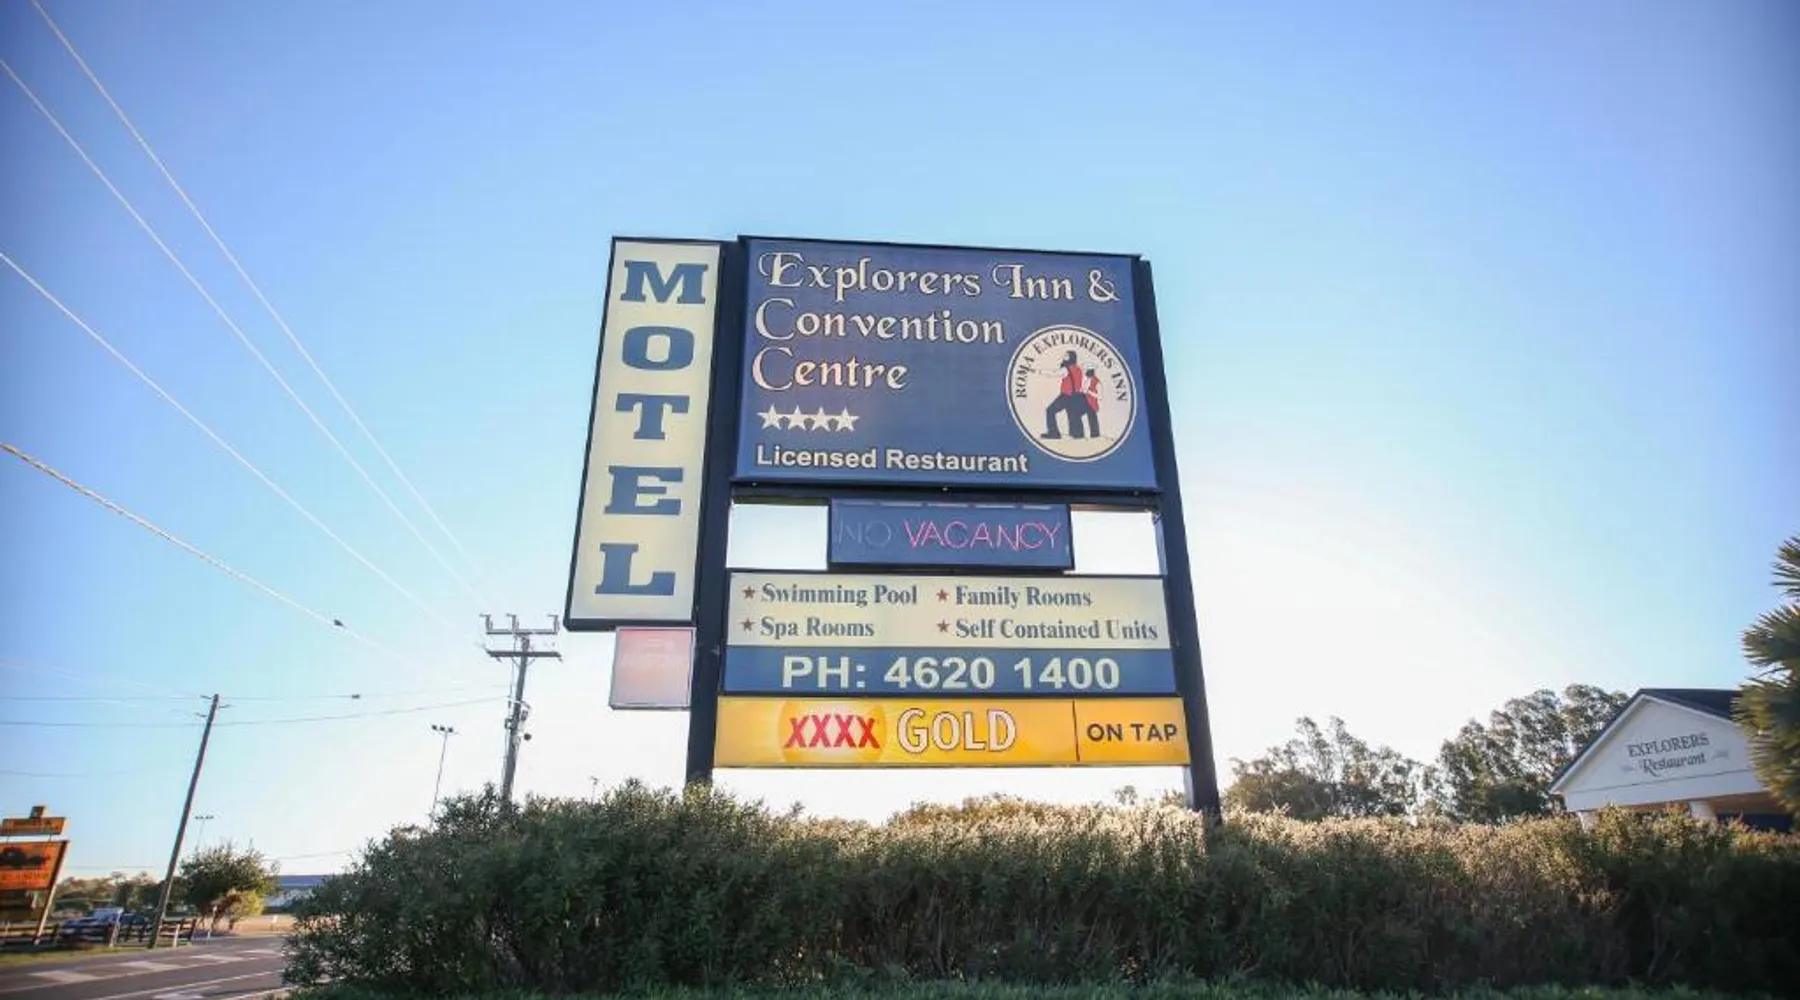 MOTEL
Explorers Inn &
Convention
Centre
ROMA EXPLORERS INN
Licensed Restaurant
NO VACANCY
★ Swimming Pool ★ Family Rooms
★ Spa Rooms ★ Self Contained Units
PH: 4620 1400
XXXX GOLD ON TAP
EXPLORERS
Restaurant